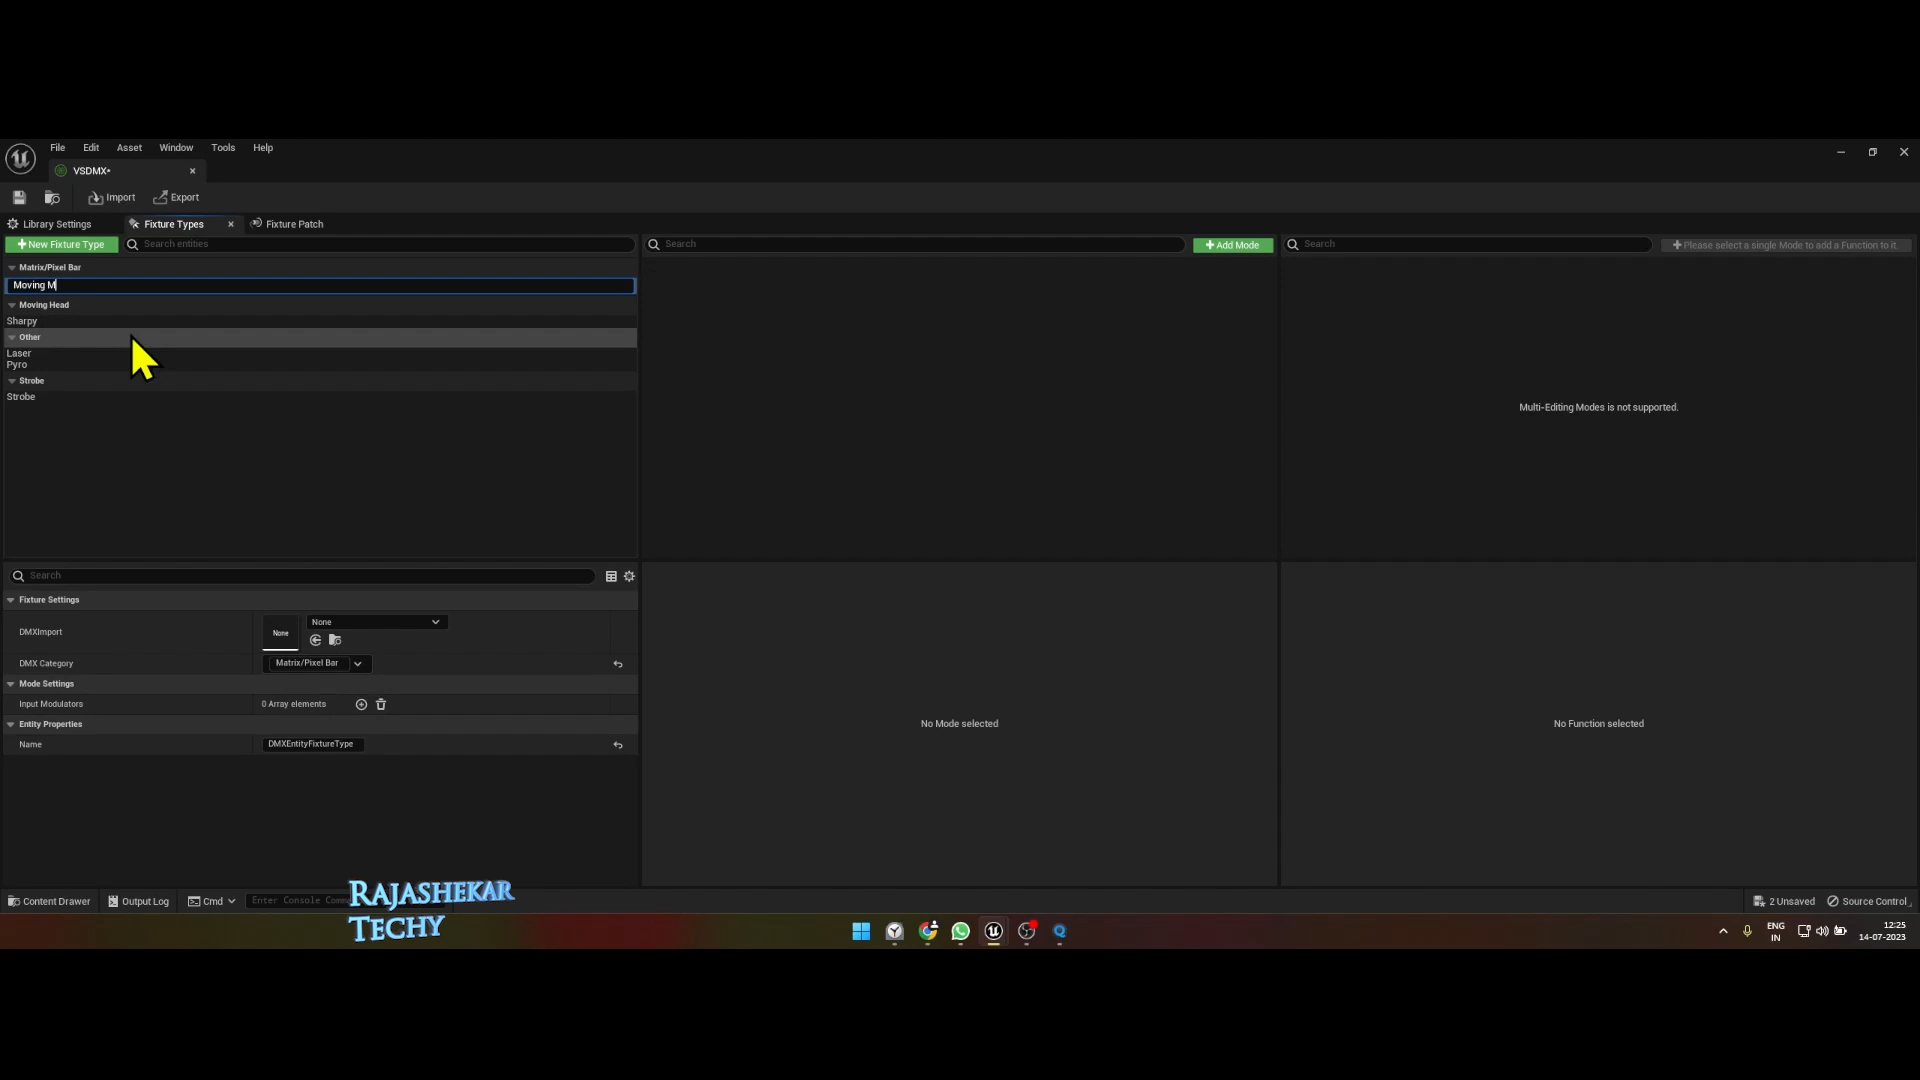 File Edit Asset Window Tools Help
VSDMX*
Import Export
Library Settings Fixture Types Fixture Patch
New Fixture Type Search entities Search Add Mode Search Please select a single Mode to add a Function to it
Matrix/Pixel Bar
Moving M
Moving Head
Sharpy
Other
Laser
Pyro
Strobe
Strobe
Multi-Editing Modes is not supported.
Search
Fixture Settings
DMXImport None None
DMX Category Matrix/Pixel Bar
Mode Settings
Input Modulators 0 Array elements
Entity Properties
Name DMXEntityFixtureType
No Mode selected
No Function selected
Content Drawer Output Log Cmd Enter Console Comma 2 Unsaved Source Control
RAJASHEKAR
TECHY
ENG
IN
12:25
14-07-2023